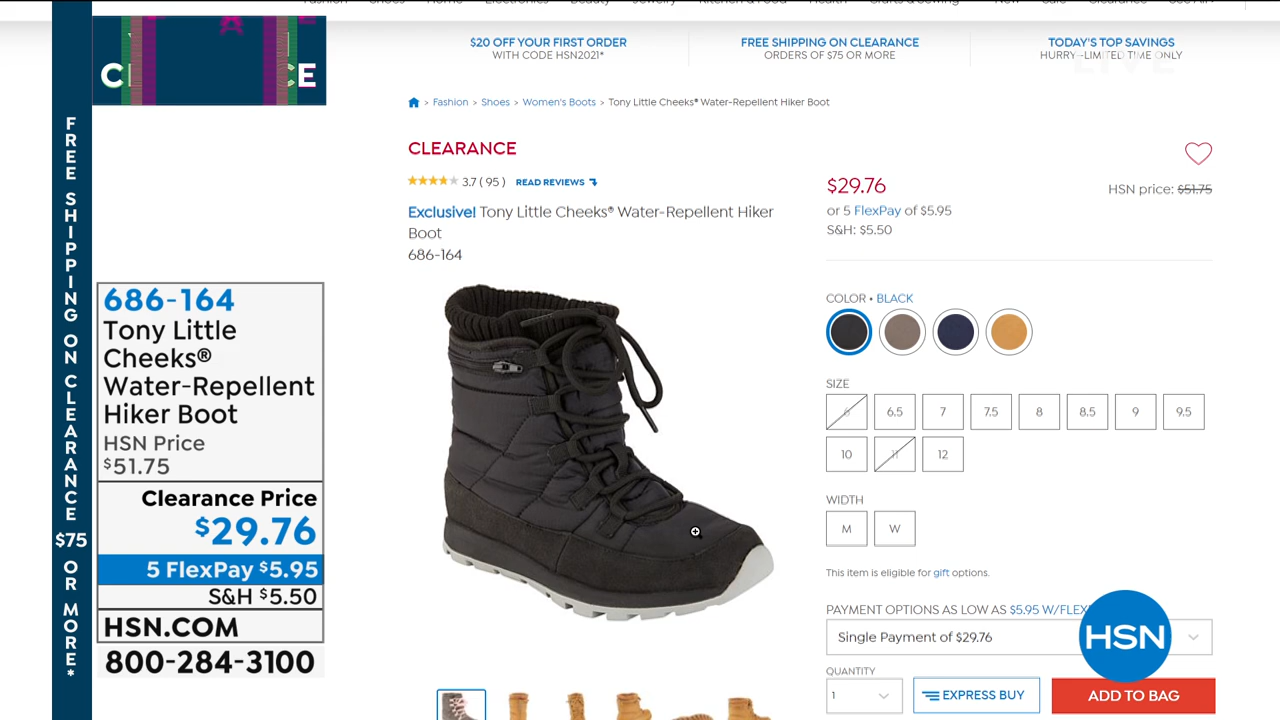 $20 OFF YOUR FIRST ORDER
WITH CODE HSN2021*
FREE SHIPPING ON CLEARANCE
ORDERS OF $75 OR MORE
TODAY'S TOP SAVINGS
HURRY-LIMITED TIME ONLY
LIVE
FREE SHIPPING ON CLEARANCE $75 OR MORE*
> Fashion > Shoes > Women's Boots > Tony Little Cheeks® Water-Repellent Hiker Boot
CLEARANCE
3.7 ( 95 ) READ REVIEWS
Exclusive! Tony Little Cheeks® Water-Repellent Hiker
Boot
686-164
$29.76
HSN price: $51.75
or 5 FlexPay of $5.95
S&H: $5.50
COLOR • BLACK
SIZE
6 6.5 7 7.5 8 8.5 9 9.5
10 11 12
WIDTH
M W
This item is eligible for gift options.
PAYMENT OPTIONS AS LOW AS $5.95 W/FLEX
Single Payment of $29.76
HSN
QUANTITY
1
EXPRESS BUY
ADD TO BAG
686-164
Tony Little
Cheeks®
Water-Repellent
Hiker Boot
HSN Price
$51.75
Clearance Price
$29.76
5 FlexPay $5.95
S&H $5.50
HSN.COM
800-284-3100